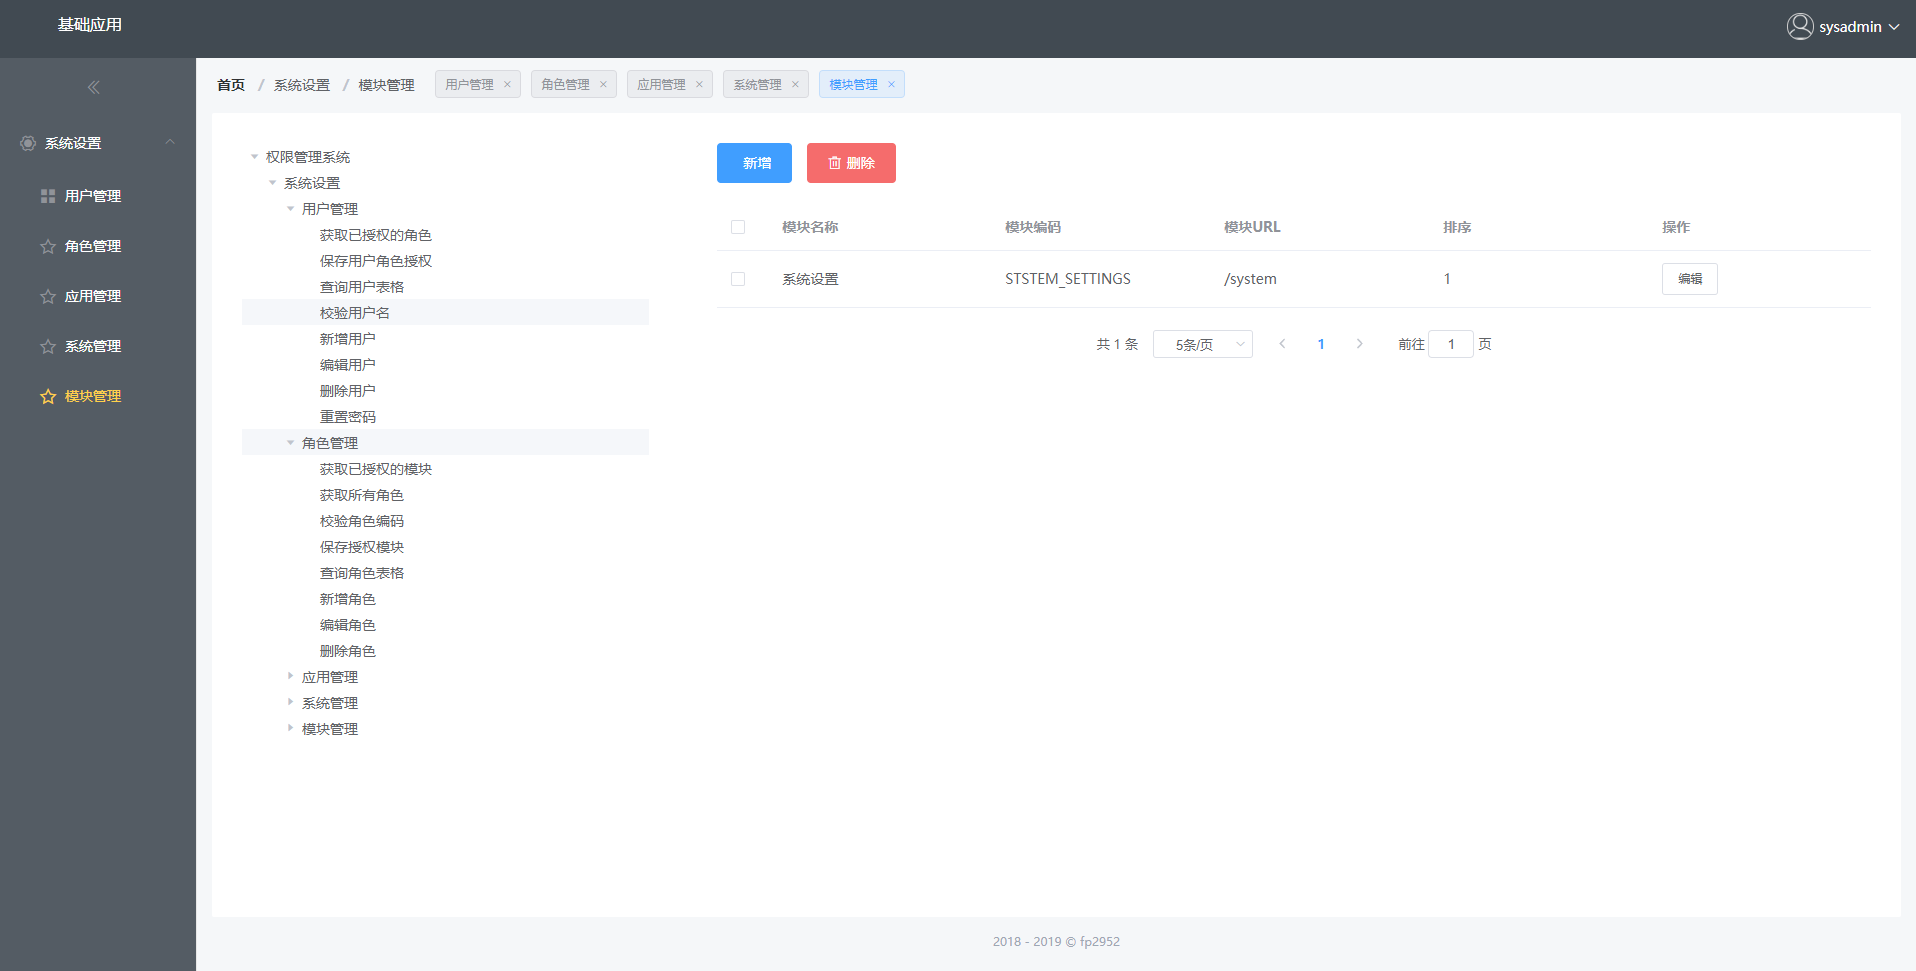 基础应用
sysadmin
首页 / 系统设置 / 模块管理
用户管理 ×
角色管理 ×
应用管理 ×
系统管理 ×
模块管理 ×
系统设置
用户管理
角色管理
应用管理
系统管理
模块管理
权限管理系统
系统设置
用户管理
获取已授权的角色
保存用户角色授权
查询用户表格
校验用户名
新增用户
编辑用户
删除用户
重置密码
角色管理
获取已授权的模块
获取所有角色
校验角色编码
保存授权模块
查询角色表格
新增角色
编辑角色
删除角色
应用管理
系统管理
模块管理
新增 删除
模块名称 模块编码 模块URL 排序 操作
系统设置 STSTEM_SETTINGS /system 1 编辑
共 1 条 5条/页 1 前往 1 页
2018 - 2019 © fp2952